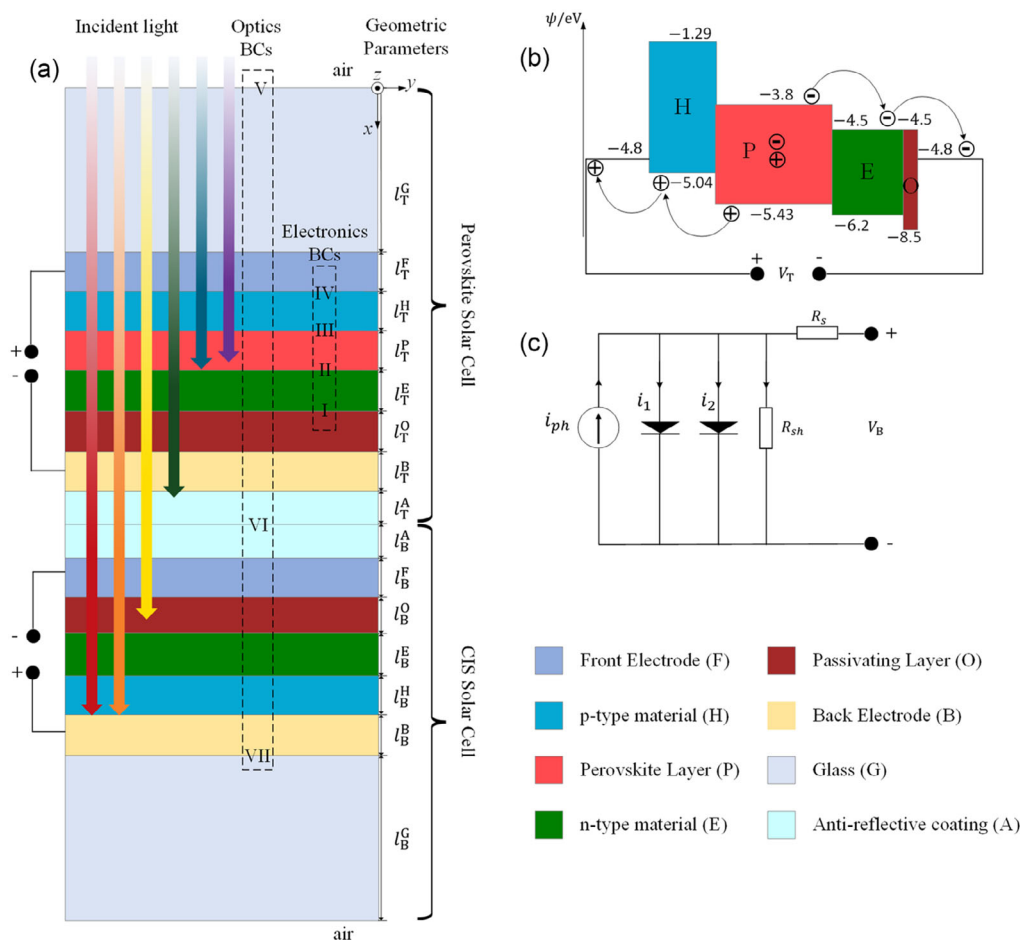 Incident light
Optics BCs
Geometric Parameters
(a)
air
V
z
y
x
l_T^G
Electronics BCs
l_T^F
IV
l_T^H
III
l_T^P
II
l_T^E
I
l_T^O
l_T^B
l_T^A
VI
l_B^A
l_B^F
l_B^O
l_B^E
l_B^H
l_B^B
VII
l_B^G
air
+
-
-
+
Perovskite Solar Cell
CIS Solar Cell
(b)
ψ/eV
−1.29
H
−3.8
−4.5
−4.5
−4.8
−4.8
P
E
O
−5.04
−5.43
−6.2
−8.5
+
-
V_T
(c)
R_s
+
i_ph
i_1
i_2
R_sh
V_B
-
Front Electrode (F)
Passivating Layer (O)
p-type material (H)
Back Electrode (B)
Perovskite Layer (P)
Glass (G)
n-type material (E)
Anti-reflective coating (A)